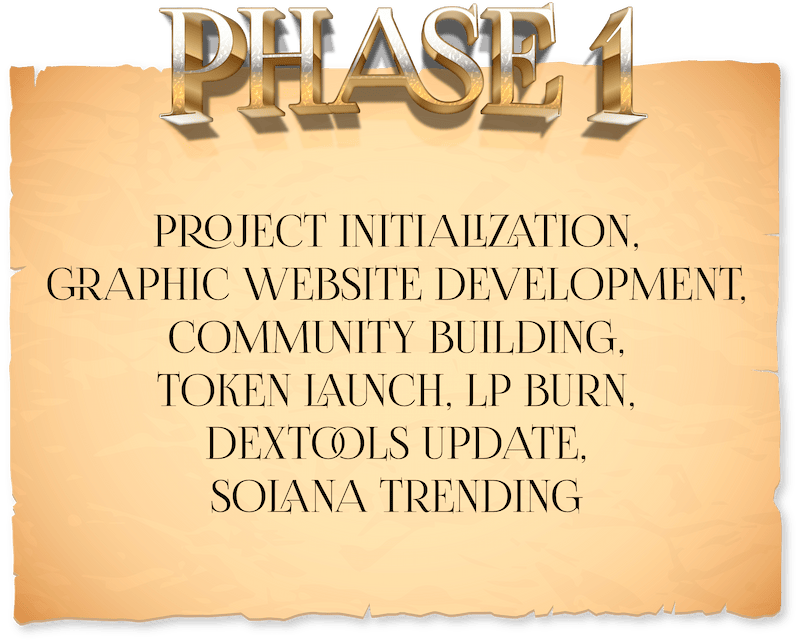 PHASE 1
PROJECT INITIALIZATION,
GRAPHIC WEBSITE DEVELOPMENT,
COMMUNITY BUILDING,
TOKEN LAUNCH, LP BURN,
DEXTOOLS UPDATE,
SOLANA TRENDING